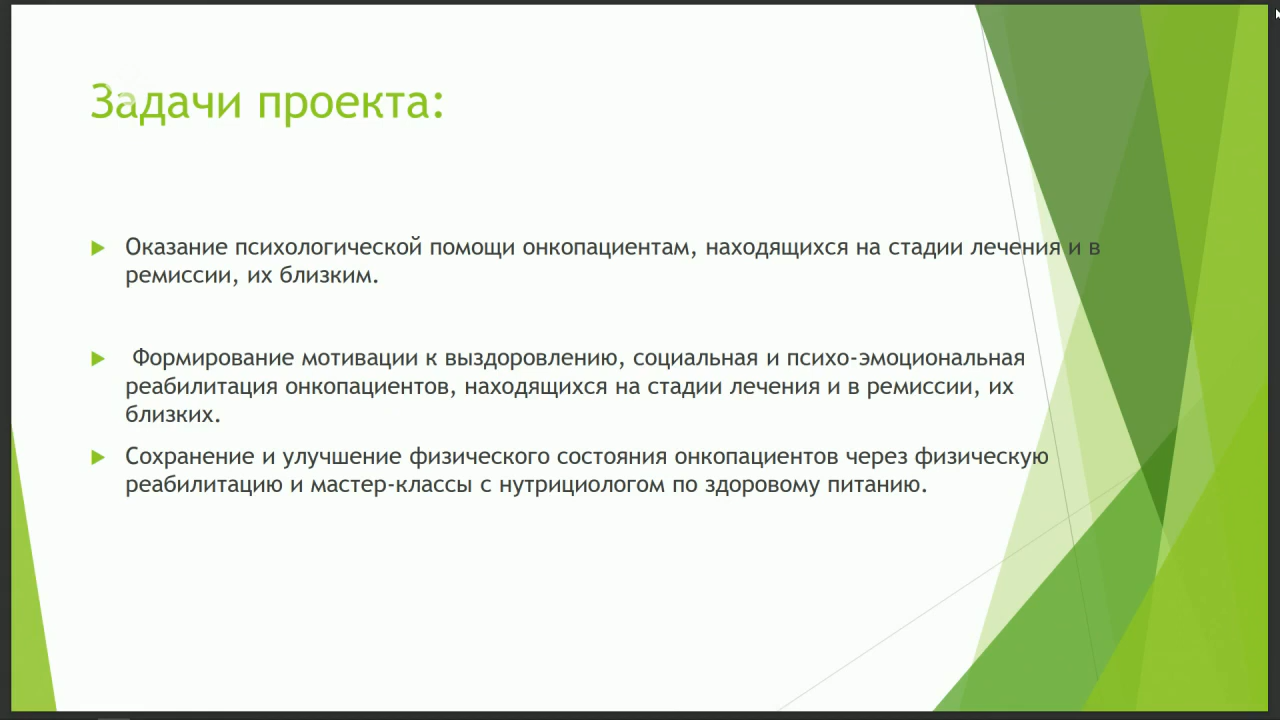 Задачи проекта:
Оказание психологической помощи онкопациентам, находящихся на стадии лечения и в
ремиссии, их близким.
Формирование мотивации к выздоровлению, социальная и психо-эмоциональная
реабилитация онкопациентов, находящихся на стадии лечения и в ремиссии, их
близких.
Сохранение и улучшение физического состояния онкопациентов через физическую
реабилитацию и мастер-классы с нутрициологом по здоровому питанию.